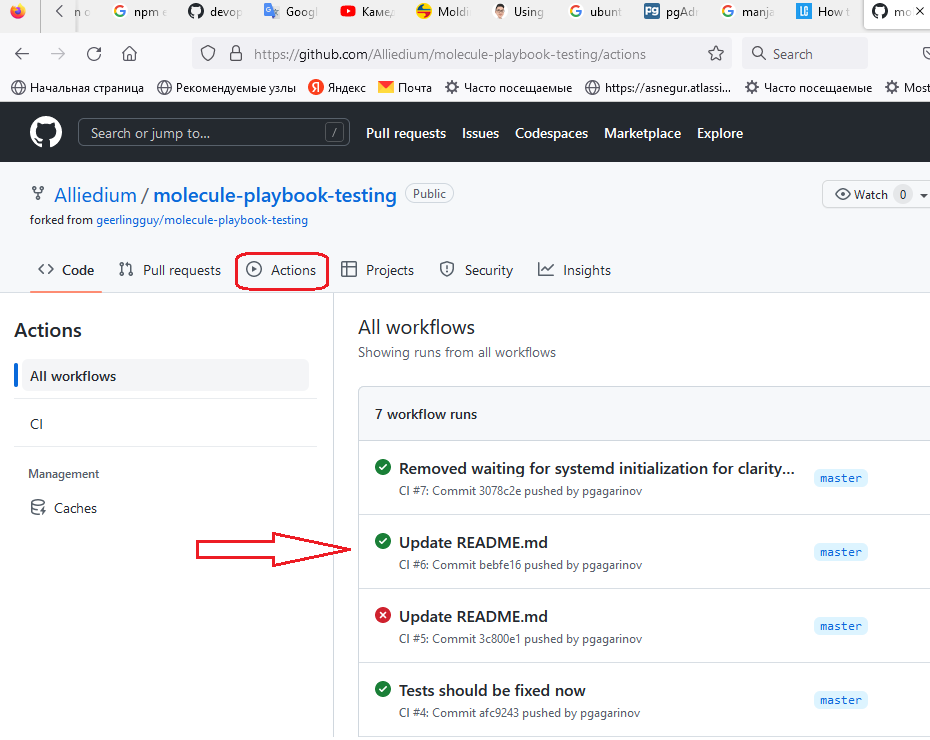 npm
devop
Googl
Каме
Moldi
Using
ubunt
pg pgAdr
manja
LC How t
mo
https://github.com/Alliedium/molecule-playbook-testing/actions
Search
Начальная страница
Рекомендуемые узлы
Я Яндекс
Почта
Часто посещаемые
https://asnegur.atlassi...
Часто посещаемые
Most
Search or jump to...
/
Pull requests Issues Codespaces Marketplace Explore
Alliedium / molecule-playbook-testing Public
Watch 0
forked from geerlingguy/molecule-playbook-testing
Code Pull requests Actions Projects Security Insights
Actions
All workflows
CI
Management
Caches
All workflows
Showing runs from all workflows
7 workflow runs
Removed waiting for systemd initialization for clarity...
master
CI #7: Commit 3078c2e pushed by pgagarinov
Update README.md
master
CI #6: Commit bebfe16 pushed by pgagarinov
Update README.md
master
CI #5: Commit 3c800e1 pushed by pgagarinov
Tests should be fixed now
master
CI #4: Commit afc9243 pushed by pgagarinov